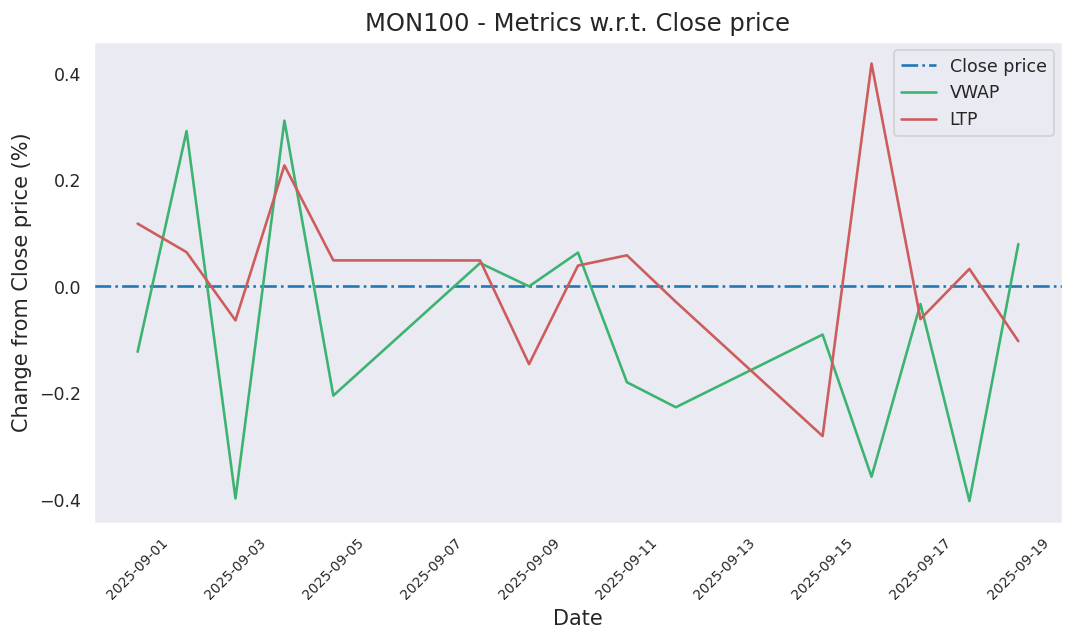 MON100 - Metrics w.r.t. Close price
Close price
VWAP
LTP
Change from Close price (%)
0.4
0.2
0.0
−0.2
−0.4
2025-09-01
2025-09-03
2025-09-05
2025-09-07
2025-09-09
2025-09-11
2025-09-13
2025-09-15
2025-09-17
2025-09-19
Date